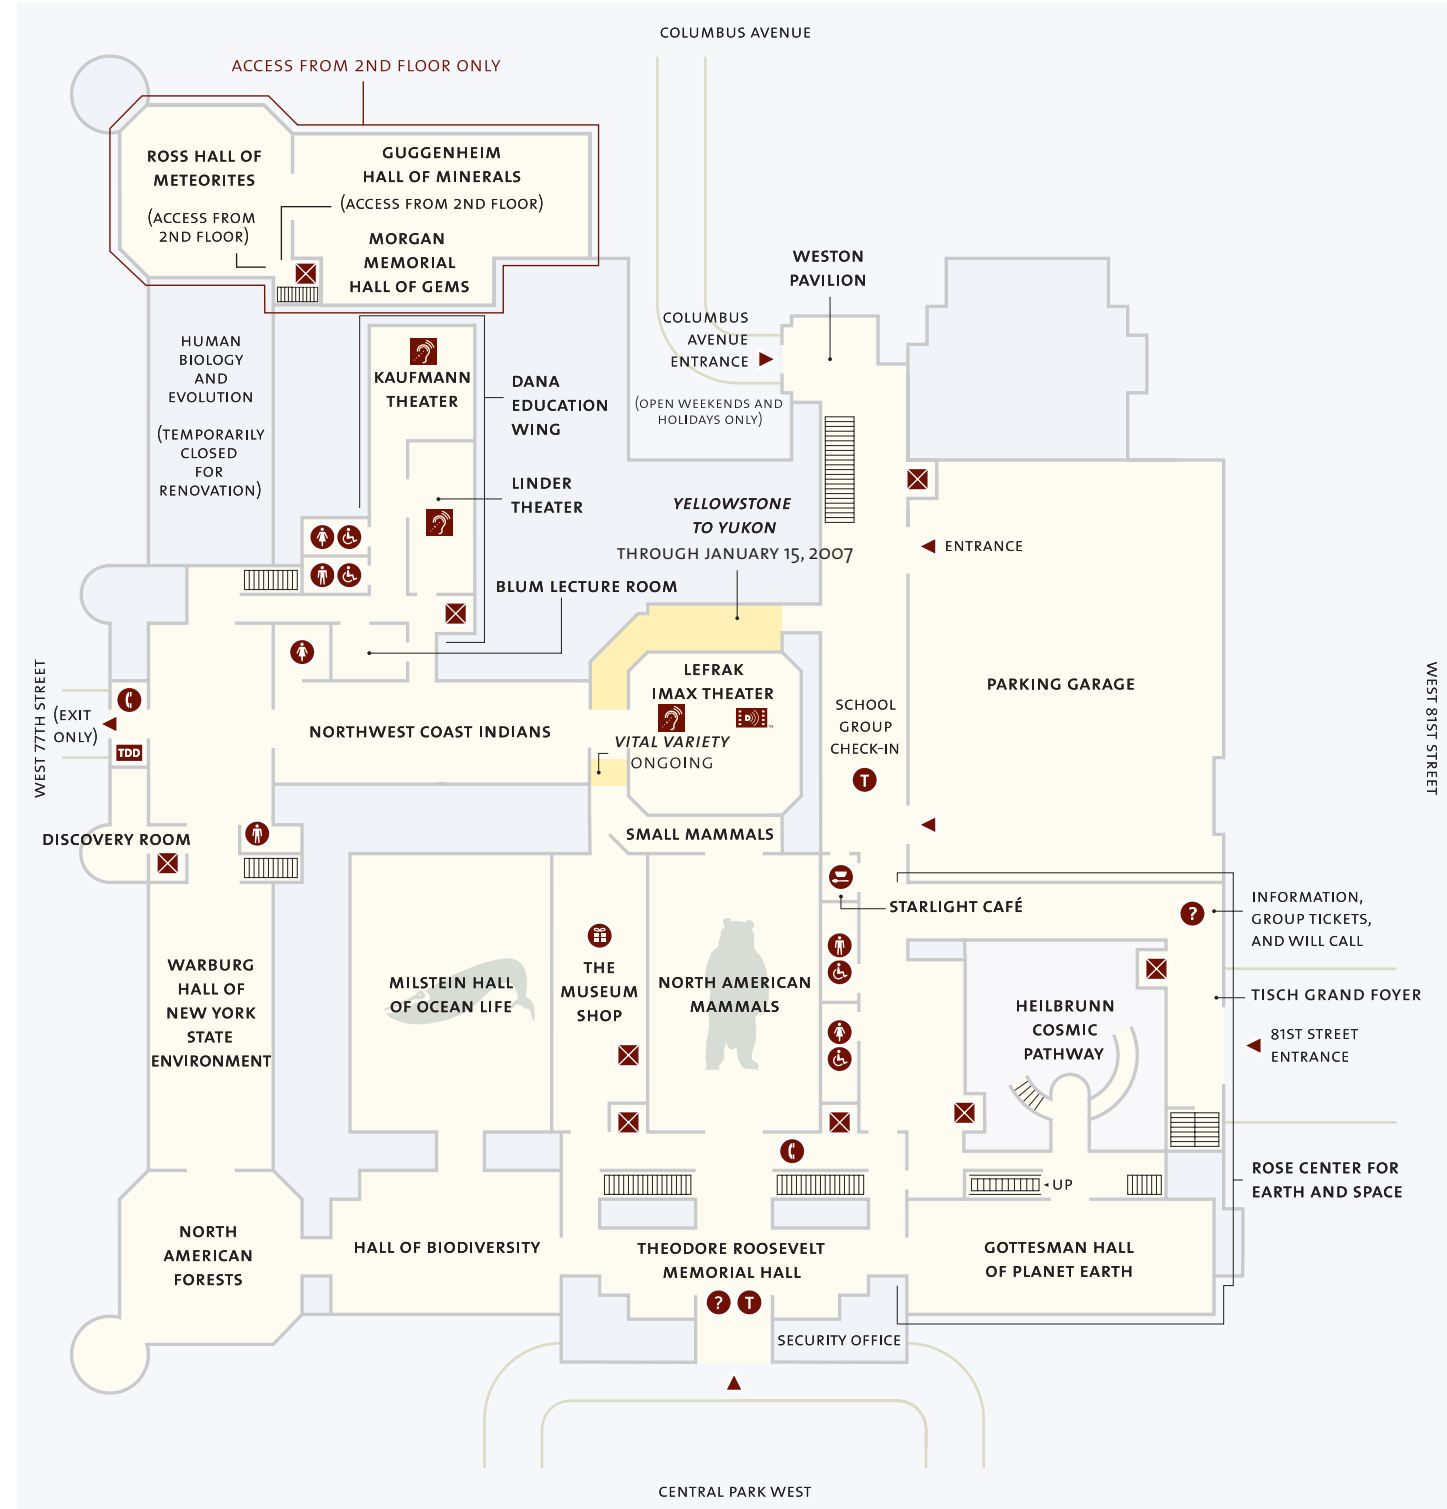 COLUMBUS AVENUE
ACCESS FROM 2ND FLOOR ONLY
ROSS HALL OF
METEORITES
(ACCESS FROM
2ND FLOOR)
GUGGENHEIM
HALL OF MINERALS
(ACCESS FROM 2ND FLOOR)
MORGAN
MEMORIAL
HALL OF GEMS
WESTON
PAVILION
COLUMBUS
AVENUE
ENTRANCE
(OPEN WEEKENDS AND
HOLIDAYS ONLY)
HUMAN
BIOLOGY
AND
EVOLUTION
(TEMPORARILY
CLOSED
FOR
RENOVATION)
KAUFMANN
THEATER
DANA
EDUCATION
WING
LINDER
THEATER
YELLOWSTONE
TO YUKON
THROUGH JANUARY 15, 2007
ENTRANCE
BLUM LECTURE ROOM
WEST 77TH STREET
(EXIT
ONLY)
TDD
NORTHWEST COAST INDIANS
LEFRAK
IMAX THEATER
D
VITAL VARIETY
ONGOING
SCHOOL
GROUP
CHECK-IN
T
PARKING GARAGE
WEST 81ST STREET
DISCOVERY ROOM
SMALL MAMMALS
STARLIGHT CAFÉ
?
INFORMATION,
GROUP TICKETS,
AND WILL CALL
WARBURG
HALL OF
NEW YORK
STATE
ENVIRONMENT
MILSTEIN HALL
OF OCEAN LIFE
THE
MUSEUM
SHOP
NORTH AMERICAN
MAMMALS
HEILBRUNN
COSMIC
PATHWAY
TISCH GRAND FOYER
81ST STREET
ENTRANCE
UP
ROSE CENTER FOR
EARTH AND SPACE
NORTH
AMERICAN
FORESTS
HALL OF BIODIVERSITY
THEODORE ROOSEVELT
MEMORIAL HALL
? T
GOTTESMAN HALL
OF PLANET EARTH
SECURITY OFFICE
CENTRAL PARK WEST